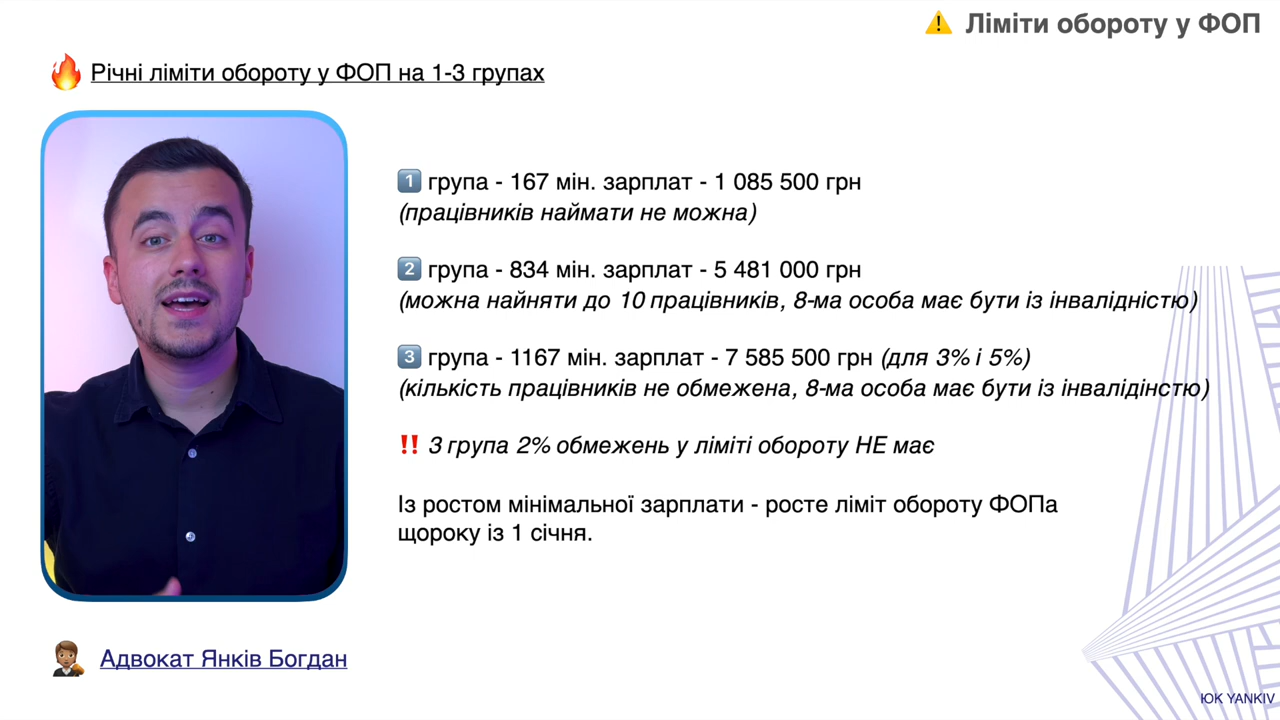 ⚠️ Ліміти обороту у ФОП
🔥 Річні ліміти обороту у ФОП на 1-3 групах
1️⃣ група - 167 мін. зарплат - 1 085 500 грн
(працівників наймати не можна)
2️⃣ група - 834 мін. зарплат - 5 481 000 грн
(можна найняти до 10 працівників, 8-ма особа має бути із інвалідністю)
3️⃣ група - 1167 мін. зарплат - 7 585 500 грн (для 3% і 5%)
(кількість працівників не обмежена, 8-ма особа має бути із інвалідінстю)
‼️ 3 група 2% обмежень у ліміті обороту НЕ має
Із ростом мінімальної зарплати - росте ліміт обороту ФОПа
щороку із 1 січня.
Адвокат Янків Богдан
ЮК YANKIV